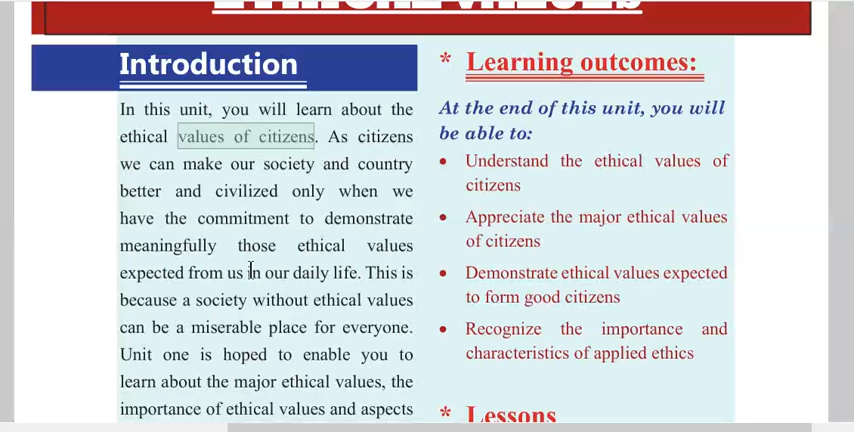 ETHICAL VALUES
Introduction
In this unit, you will learn about the
ethical values of citizens. As citizens
we can make our society and country
better and civilized only when we
have the commitment to demonstrate
meaningfully those ethical values
expected from us in our daily life. This is
because a society without ethical values
can be a miserable place for everyone.
Unit one is hoped to enable you to
learn about the major ethical values, the
importance of ethical values and aspects
* Learning outcomes:
At the end of this unit, you will
be able to:
• Understand the ethical values of
citizens
• Appreciate the major ethical values
of citizens
• Demonstrate ethical values expected
to form good citizens
• Recognize the importance and
characteristics of applied ethics
* Lessons